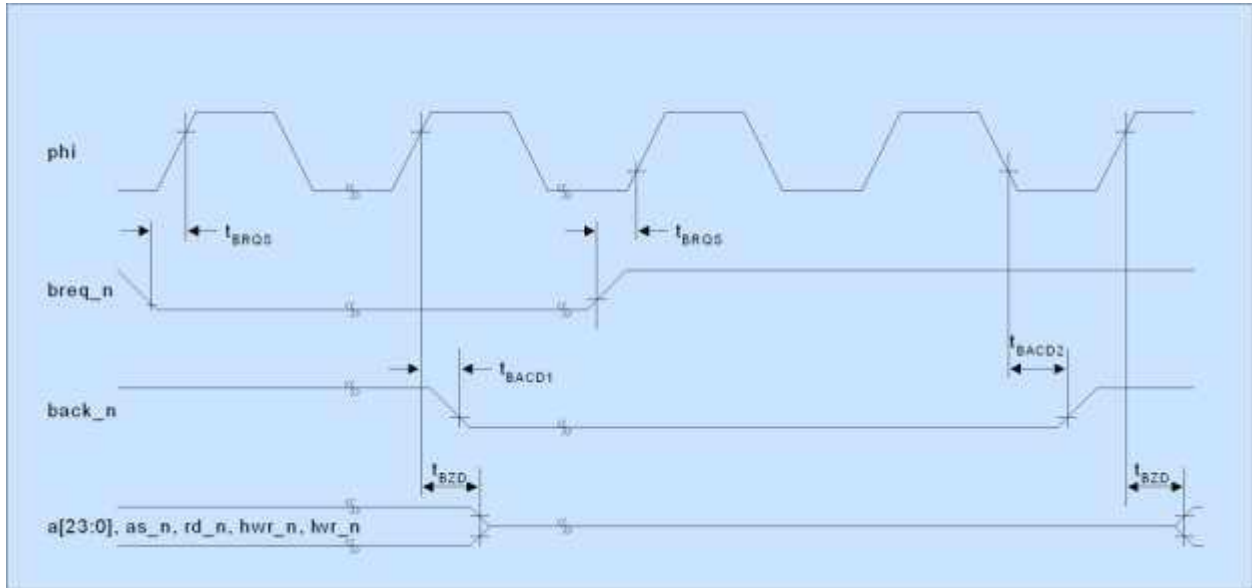 phi
tBRQS
tBRQS
breq_n
tBACD2
tBACD1
back_n
tBZD
tBZD
a[23:0], as_n, rd_n, hwr_n, lwr_n